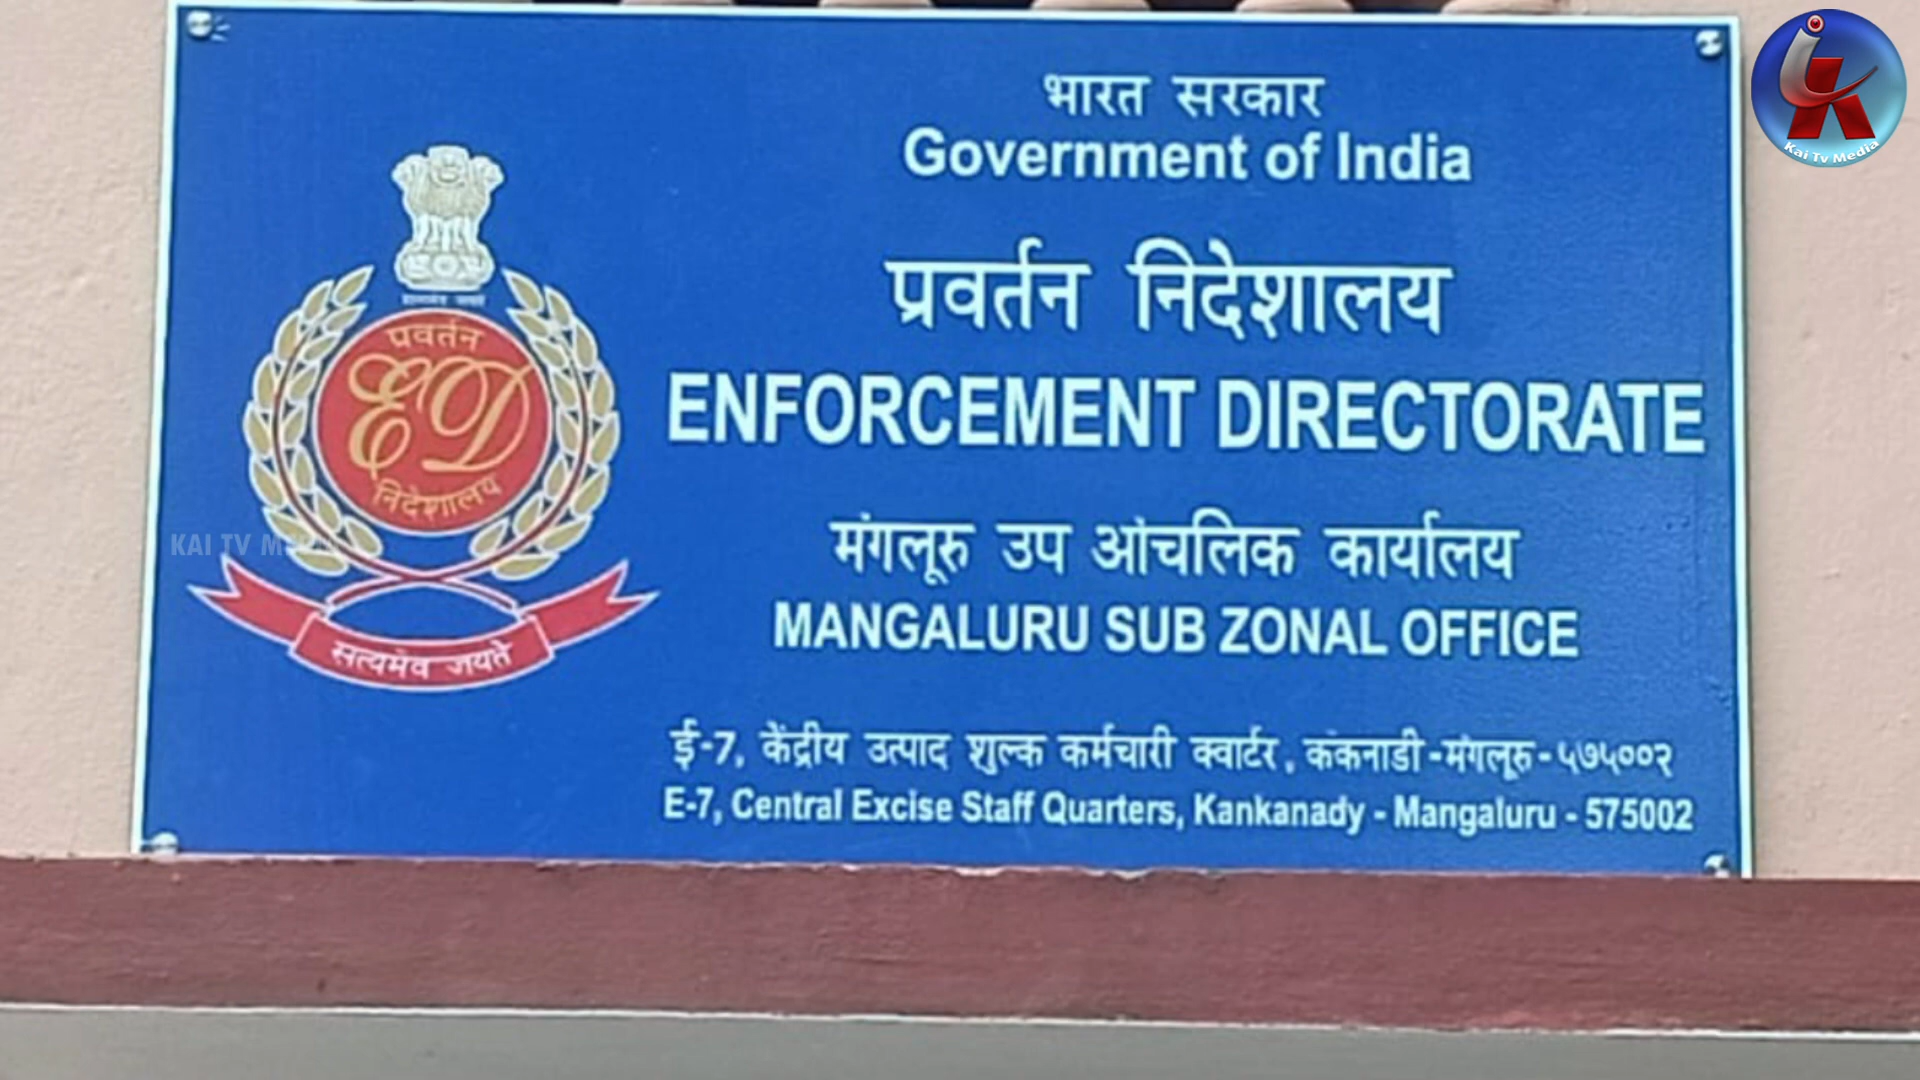 भारत सरकार
Government of India
प्रवर्तन निदेशालय
ENFORCEMENT DIRECTORATE
मंगलूरु उप आंचलिक कार्यालय
MANGALURU SUB ZONAL OFFICE
ई-7, केंद्रीय उत्पाद शुल्क कर्मचारी क्वार्टर, कंकनाडी-मंगलूरु-५७५००२
E-7, Central Excise Staff Quarters, Kankanady - Mangaluru - 575002
प्रवर्तन
ED
निदेशालय
सत्यमेव जयते
KAI TV
Kai Tv Media